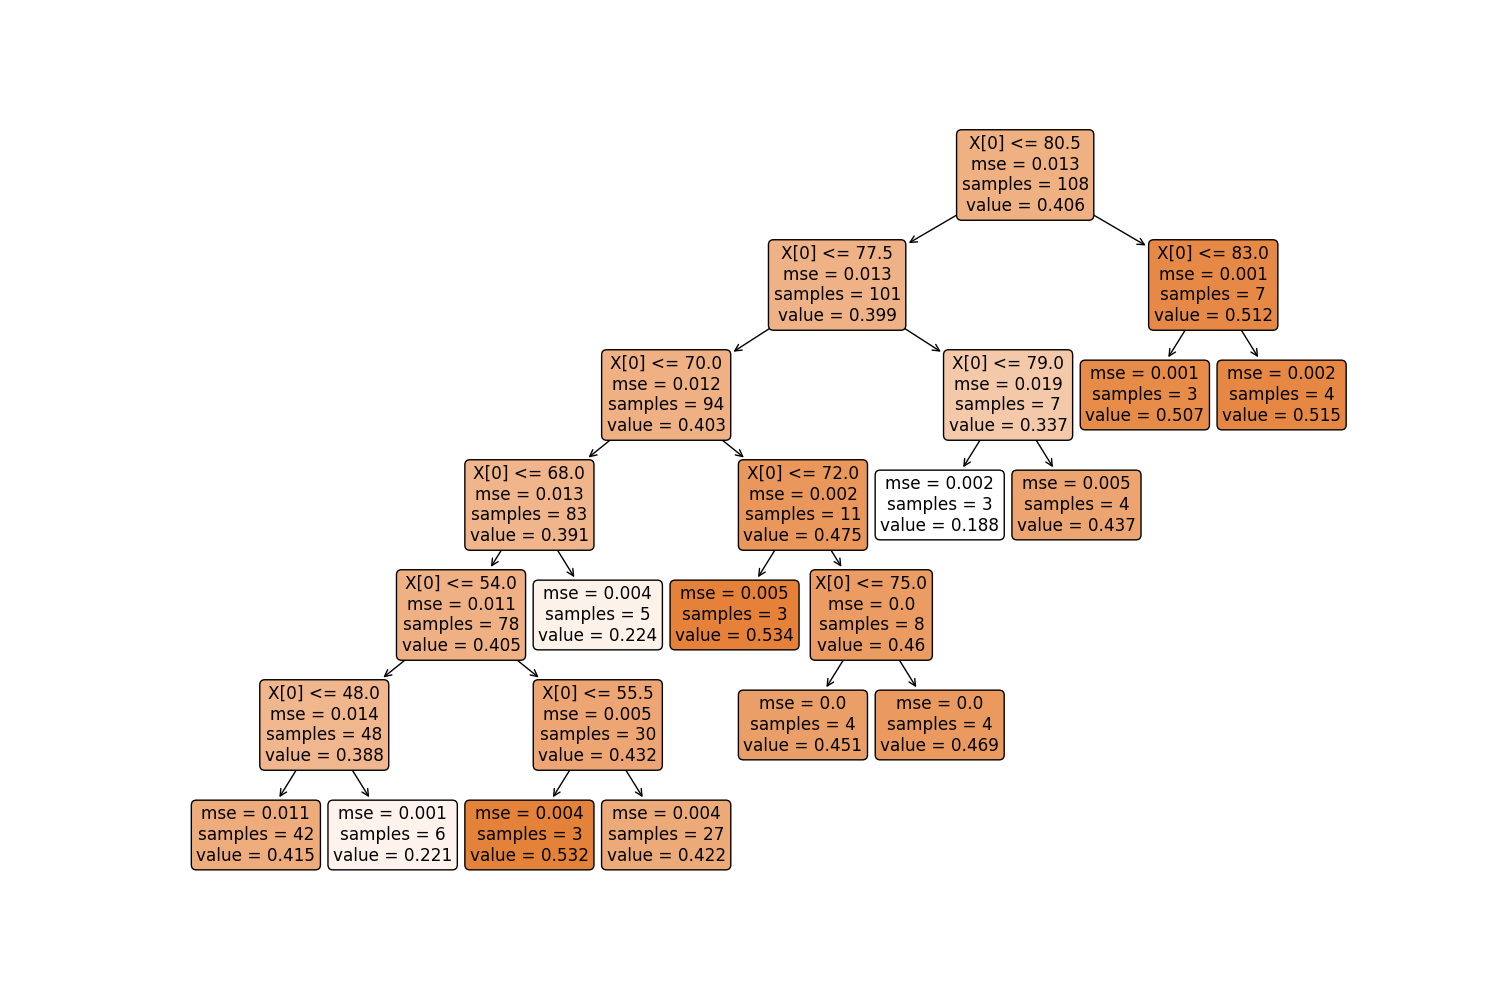 X[0] <= 80.5
mse = 0.013
samples = 108
value = 0.406
X[0] <= 77.5
mse = 0.013
samples = 101
value = 0.399
X[0] <= 83.0
mse = 0.001
samples = 7
value = 0.512
X[0] <= 70.0
mse = 0.012
samples = 94
value = 0.403
X[0] <= 79.0
mse = 0.019
samples = 7
value = 0.337
mse = 0.001
samples = 3
value = 0.507
mse = 0.002
samples = 4
value = 0.515
X[0] <= 68.0
mse = 0.013
samples = 83
value = 0.391
X[0] <= 72.0
mse = 0.002
samples = 11
value = 0.475
mse = 0.002
samples = 3
value = 0.188
mse = 0.005
samples = 4
value = 0.437
X[0] <= 54.0
mse = 0.011
samples = 78
value = 0.405
mse = 0.004
samples = 5
value = 0.224
mse = 0.005
samples = 3
value = 0.534
X[0] <= 75.0
mse = 0.0
samples = 8
value = 0.46
X[0] <= 48.0
mse = 0.014
samples = 48
value = 0.388
X[0] <= 55.5
mse = 0.005
samples = 30
value = 0.432
mse = 0.0
samples = 4
value = 0.451
mse = 0.0
samples = 4
value = 0.469
mse = 0.011
samples = 42
value = 0.415
mse = 0.001
samples = 6
value = 0.221
mse = 0.004
samples = 3
value = 0.532
mse = 0.004
samples = 27
value = 0.422